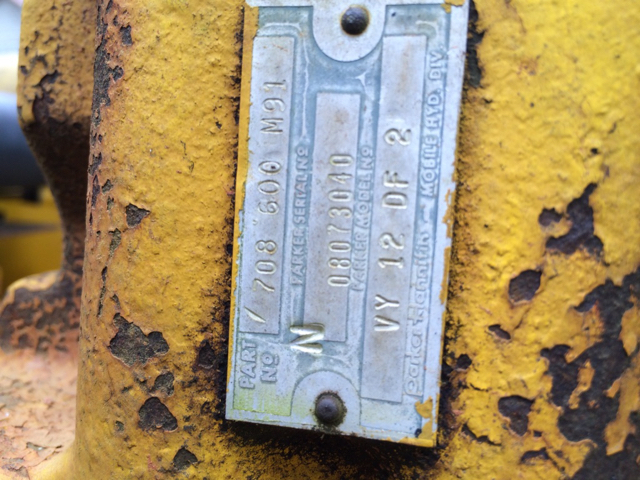 PART No / 708 600 M91
PARKER SERIAL No
N 08073040
PARKER MODEL No
VY 12 DF 2
Parker Hannifin – MOBILE HYD. DIV.